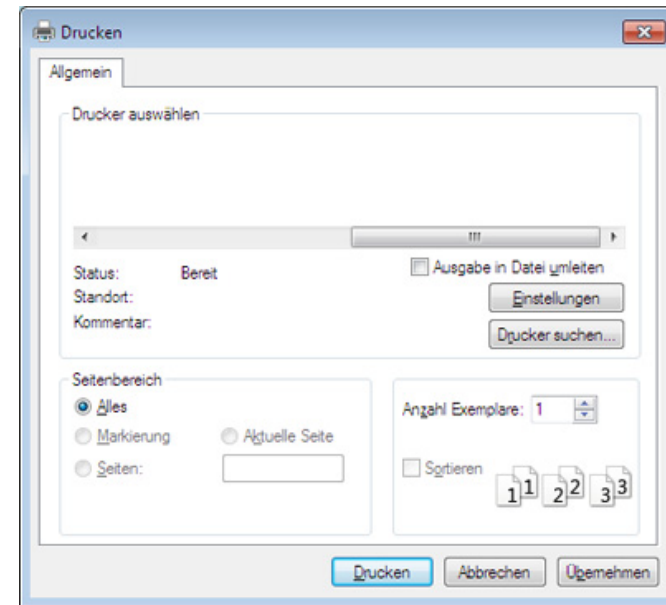 Drucken
Allgemein
Drucker auswählen
Status: Bereit
Ausgabe in Datei umleiten
Standort:
Einstellungen
Kommentar:
Drucker suchen...
Seitenbereich
Alles
Anzahl Exemplare: 1
Markierung Aktuelle Seite
Seiten:
Sortieren
1 1 2 2 3 3
Drucken Abbrechen Übernehmen